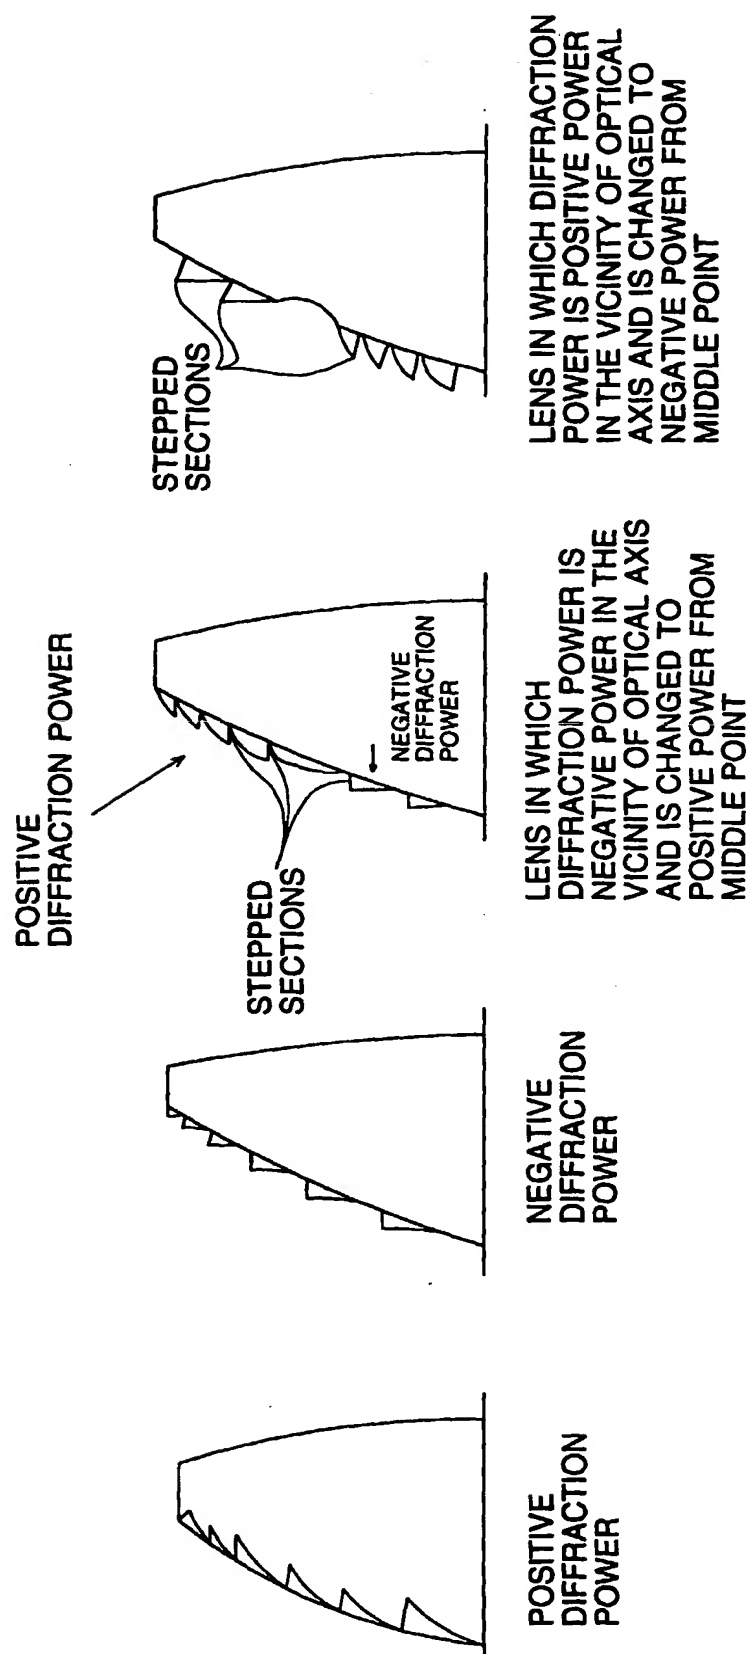 POSITIVE
DIFFRACTION
POWER
NEGATIVE
DIFFRACTION
POWER
POSITIVE
DIFFRACTION POWER
STEPPED
SECTIONS
NEGATIVE
DIFFRACTION
POWER
LENS IN WHICH
DIFFRACTION POWER IS
NEGATIVE POWER IN THE
VICINITY OF OPTICAL AXIS
AND IS CHANGED TO
POSITIVE POWER FROM
MIDDLE POINT
STEPPED
SECTIONS
LENS IN WHICH DIFFRACTION
POWER IS POSITIVE POWER
IN THE VICINITY OF OPTICAL
AXIS AND IS CHANGED TO
NEGATIVE POWER FROM
MIDDLE POINT